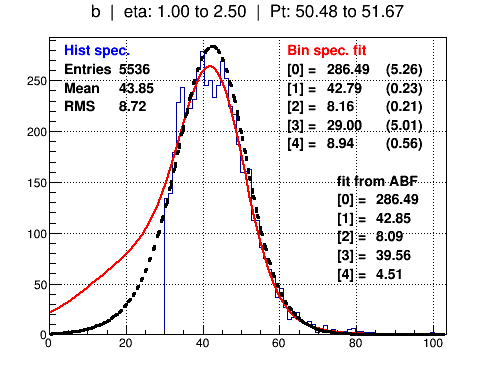 b | eta: 1.00 to 2.50 | Pt: 50.48 to 51.67
Hist spec.
Entries 5536
Mean 43.85
RMS 8.72
Bin spec. fit
[0] = 286.49 (5.26)
[1] = 42.79 (0.23)
[2] = 8.16 (0.21)
[3] = 29.00 (5.01)
[4] = 8.94 (0.56)
fit from ABF
[0] = 286.49
[1] = 42.85
[2] = 8.09
[3] = 39.56
[4] = 4.51
250
200
150
100
50
0
0 20 40 60 80 100